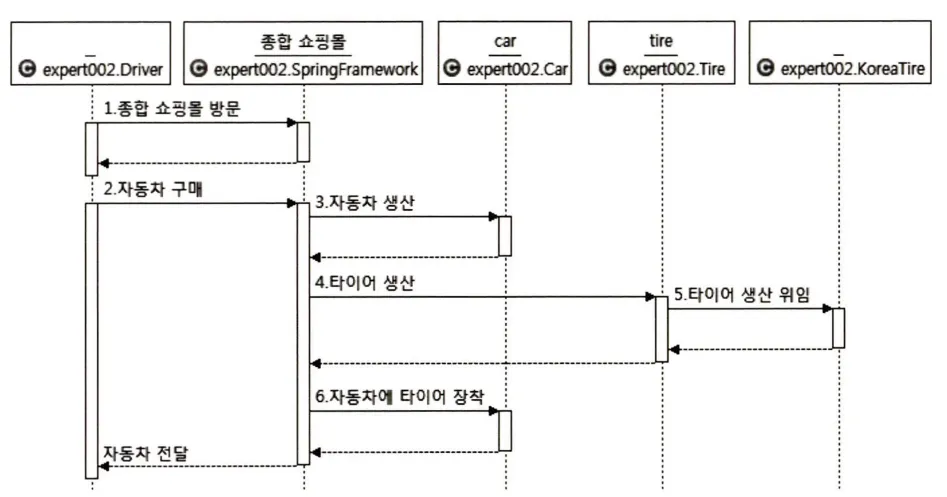 종합 쇼핑몰
car
tire
C expert002.Driver
C expert002.SpringFramework
C expert002.Car
C expert002.Tire
C expert002.KoreaTire
1.종합 쇼핑몰 방문
2.자동차 구매
3.자동차 생산
4.타이어 생산
5.타이어 생산 위임
6.자동차에 타이어 장착
자동차 전달